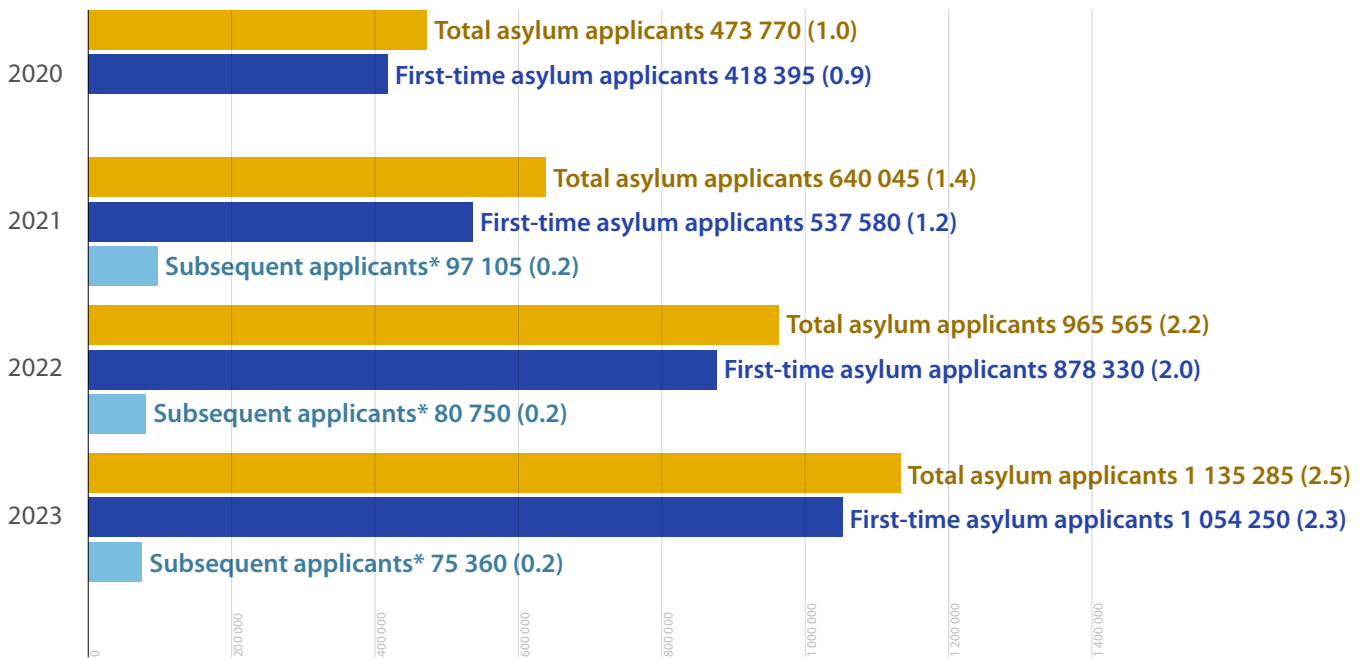 Total asylum applicants 473 770 (1.0)
2020
First-time asylum applicants 418 395 (0.9)
Total asylum applicants 640 045 (1.4)
2021
First-time asylum applicants 537 580 (1.2)
Subsequent applicants* 97 105 (0.2)
Total asylum applicants 965 565 (2.2)
2022
First-time asylum applicants 878 330 (2.0)
Subsequent applicants* 80 750 (0.2)
Total asylum applicants 1 135 285 (2.5)
2023
First-time asylum applicants 1 054 250 (2.3)
Subsequent applicants* 75 360 (0.2)
0
200 000
400 000
600 000
800 000
1 000 000
1 200 000
1 400 000